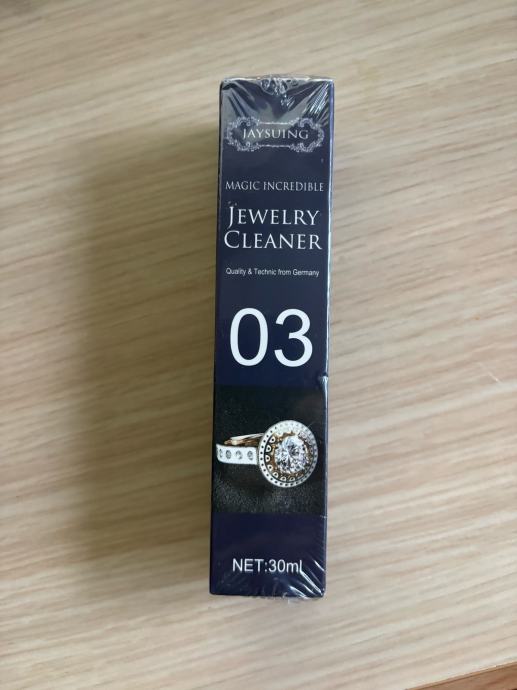 JAYSUING
MAGIC INCREDIBLE
JEWELRY
CLEANER
Quality & Technic from Germany
03
NET:30ml